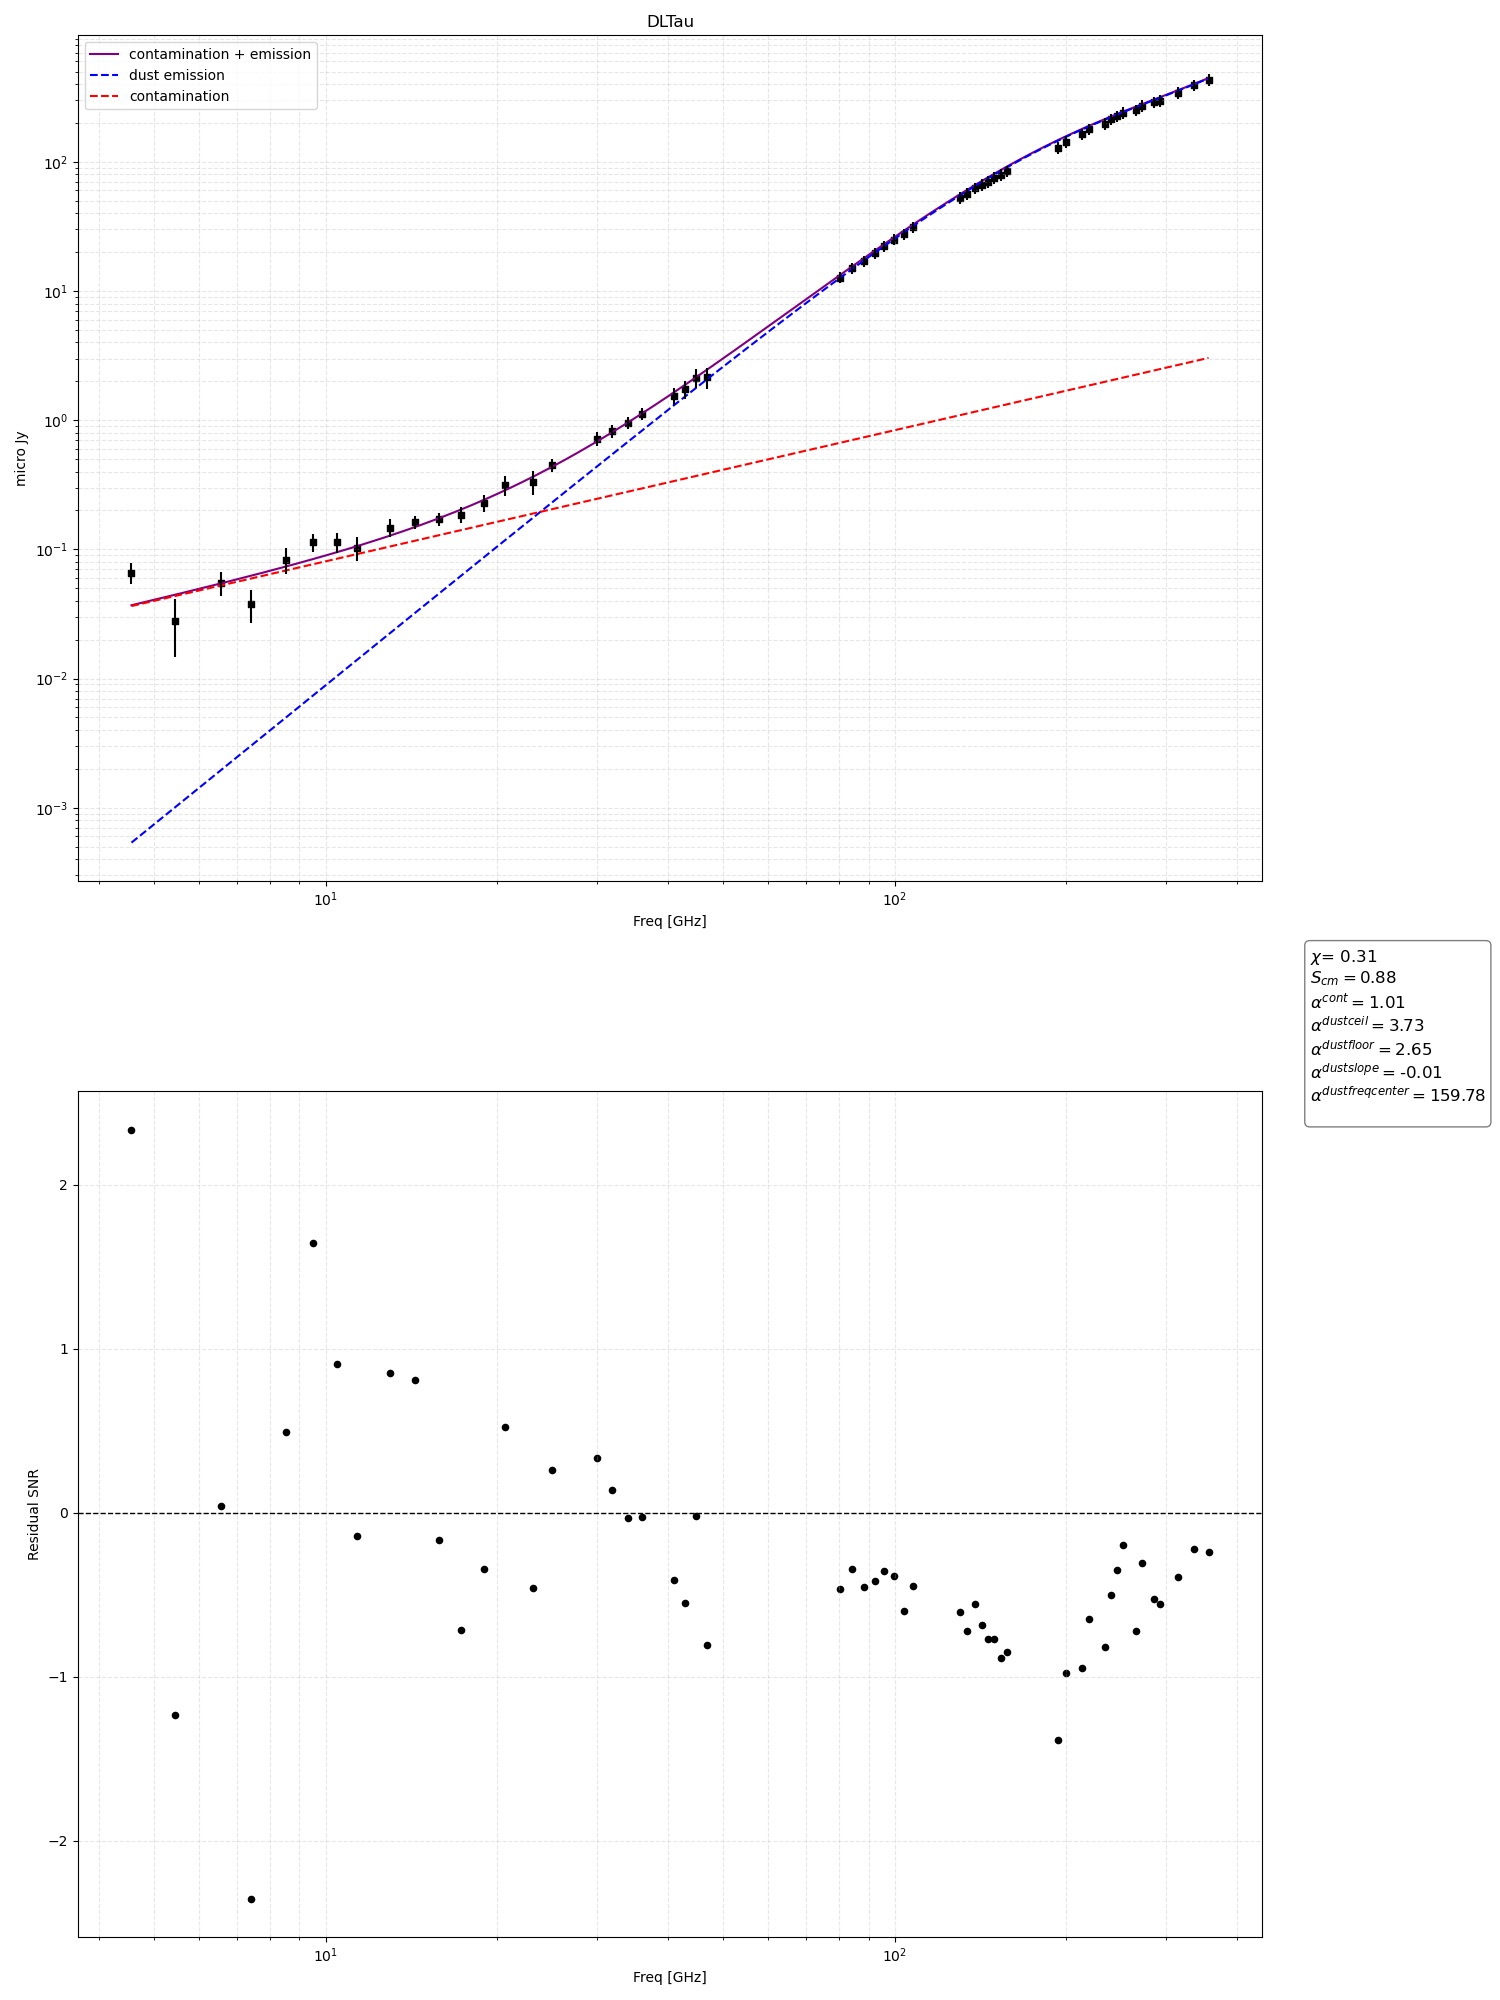 DLTau
contamination + emission
dust emission
contamination
10²
10¹
10⁰
10⁻¹
10⁻²
10⁻³
micro Jy
10¹ 10²
Freq [GHz]
χ= 0.31
S_cm = 0.88
α^cont = 1.01
α^dustceil = 3.73
α^dustfloor = 2.65
α^dustslope = -0.01
α^dustfreqcenter = 159.78
2
1
0
−1
−2
Residual SNR
10¹ 10²
Freq [GHz]